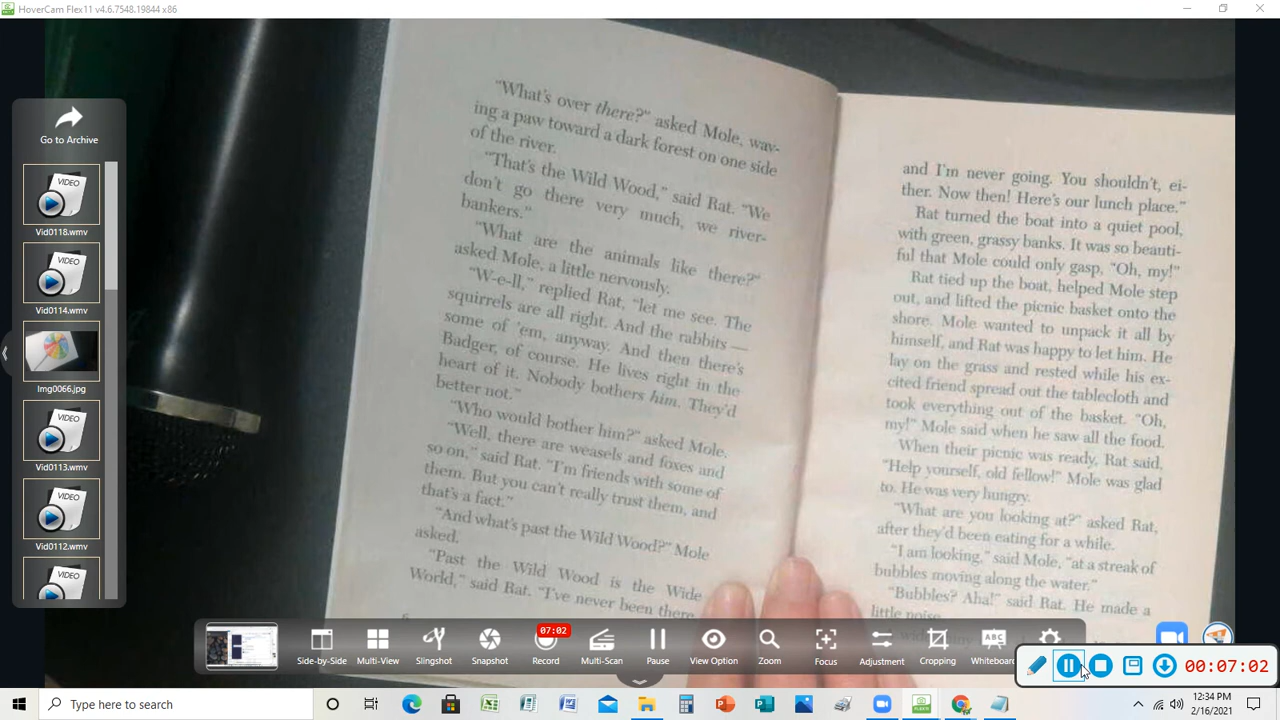 HoverCam Flex11 v4.6.7548.19844 x86
Go to Archive
VIDEO
Vid0118.wmv
VIDEO
Vid0114.wmv
Img0066.jpg
VIDEO
Vid0113.wmv
VIDEO
Vid0112.wmv
VIDEO
"What's over there?" asked Mole, wav-
ing a paw toward a dark forest on one side
of the river.
"That's the Wild Wood," said Rat. "We
don't go there very much, we river-
bankers."
"What are the animals like there?"
asked Mole, a little nervously.
"W-e-ll," replied Rat, "let me see. The
squirrels are all right. And the rabbits —
some of 'em, anyway. And then there's
Badger, of course. He lives right in the
heart of it. Nobody bothers him. They'd
better not."
"Who would bother him?" asked Mole.
"Well, there are weasels and foxes and
so on," said Rat. "I'm friends with some of
them. But you can't really trust them, and
that's a fact."
"And what's past the Wild Wood?" Mole
asked.
"Past the Wild Wood is the Wide
World," said Rat. "I've never been there
and I'm never going. You shouldn't, ei-
ther. Now then! Here's our lunch place."
Rat turned the boat into a quiet pool,
with green, grassy banks. It was so beauti-
ful that Mole could only gasp, "Oh, my!"
Rat tied up the boat, helped Mole step
out, and lifted the picnic basket onto the
shore. Mole wanted to unpack it all by
himself, and Rat was happy to let him. He
lay on the grass and rested while his ex-
cited friend spread out the tablecloth and
took everything out of the basket. "Oh,
my!" Mole said when he saw all the food.
When their picnic was ready, Rat said,
"Help yourself, old fellow!" Mole was glad
to. He was very hungry.
"What are you looking at?" asked Rat,
after they'd been eating for a while.
"I am looking," said Mole, "at a streak of
bubbles moving along the water."
"Bubbles? Aha!" said Rat. He made a
little noise
07:02
Side-by-Side
Multi-View
Slingshot
Snapshot
Record
Multi-Scan
Pause
View Option
Zoom
Focus
Adjustment
Cropping
ABC
Whiteboard
00:07:02
Type here to search
12:34 PM
2/16/2021